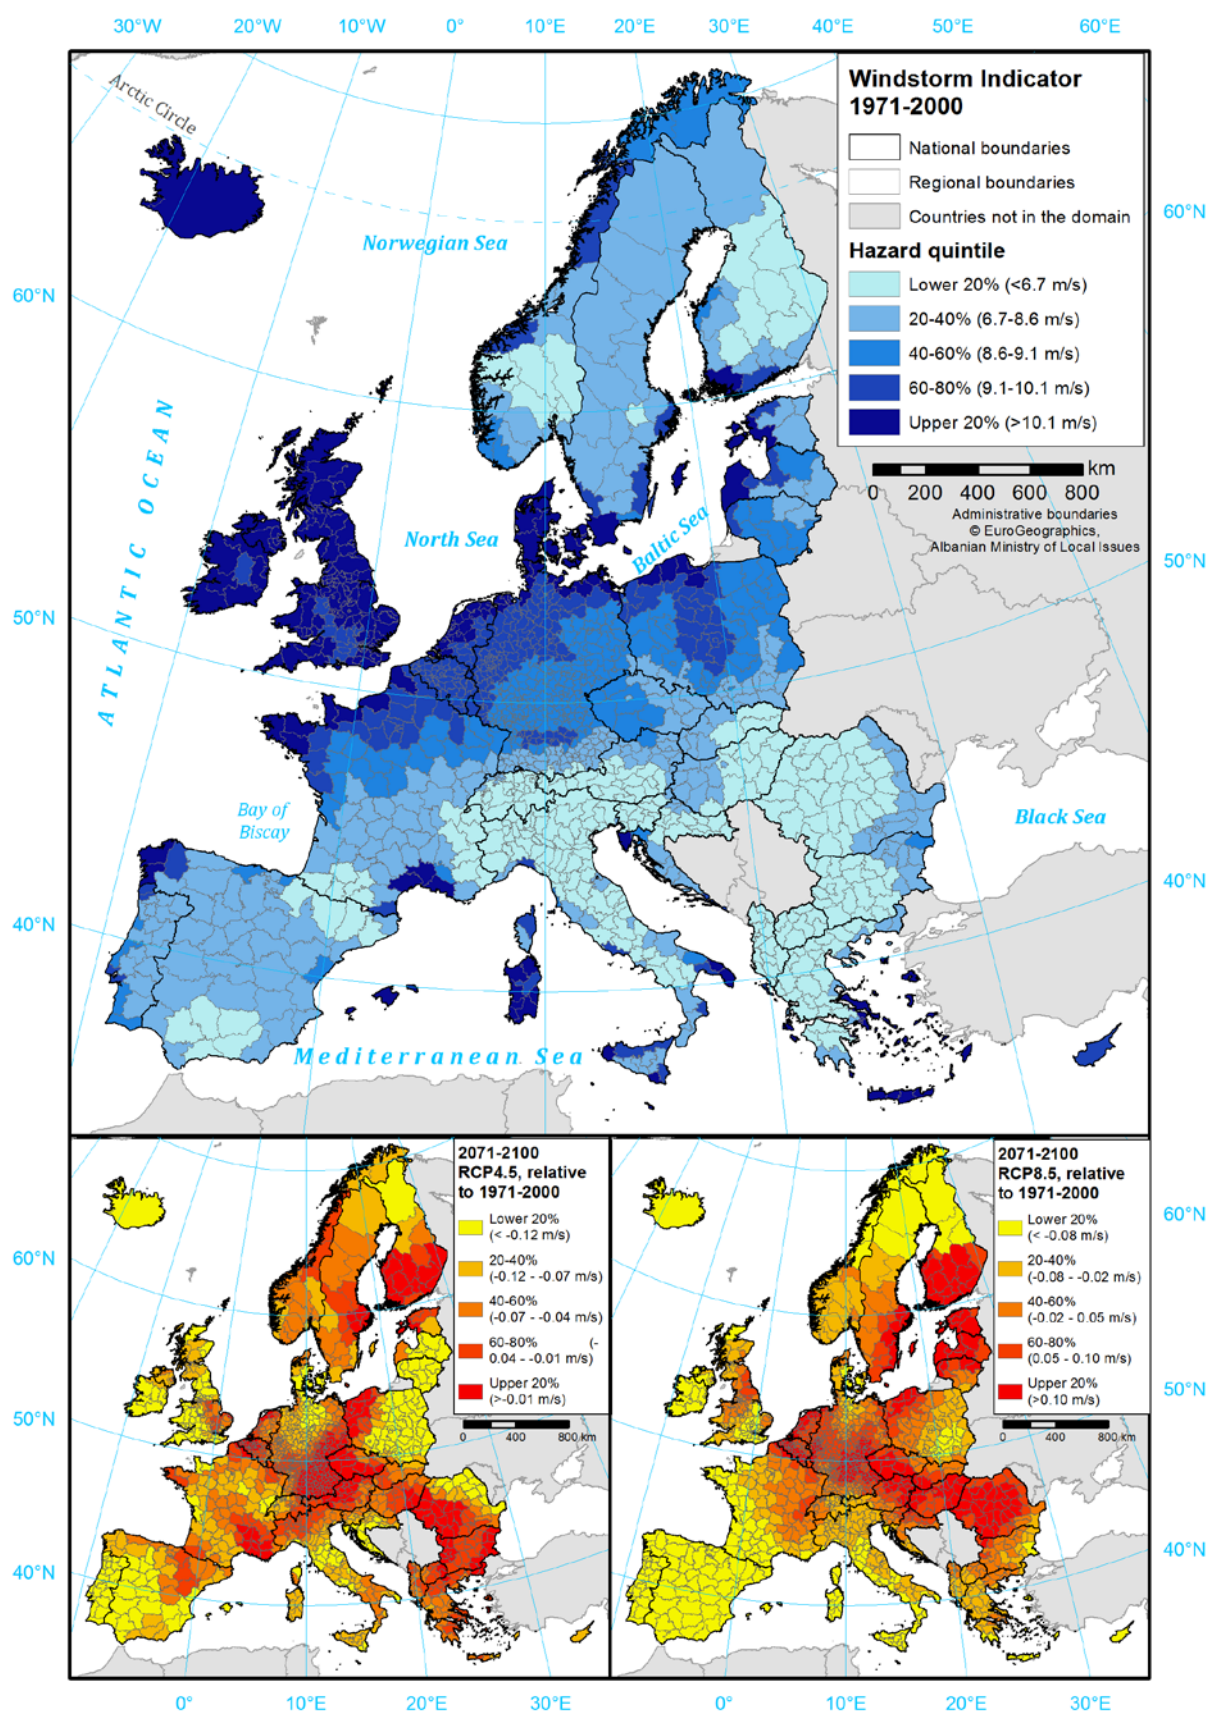 30°W 20°W 10°W 0° 10°E 20°E 30°E 40°E 50°E 60°E
Arctic Circle
Windstorm Indicator
1971-2000
National boundaries
Regional boundaries
Countries not in the domain
Hazard quintile
Lower 20% (<6.7 m/s)
20-40% (6.7-8.6 m/s)
40-60% (8.6-9.1 m/s)
60-80% (9.1-10.1 m/s)
Upper 20% (>10.1 m/s)
km
0 200 400 600 800
Administrative boundaries
© EuroGeographics,
Albanian Ministry of Local Issues
60°N
50°N
40°N
60°N
50°N
40°N
Norwegian Sea
ATLANTIC OCEAN
North Sea
Baltic Sea
Bay of
Biscay
Black Sea
Mediterranean Sea
2071-2100
RCP4.5, relative
to 1971-2000
Lower 20%
(< -0.12 m/s)
20-40%
(-0.12 - -0.07 m/s)
40-60%
(-0.07 - -0.04 m/s)
60-80% (-
0.04 - -0.01 m/s)
Upper 20%
(>-0.01 m/s)
0 400 800 km
2071-2100
RCP8.5, relative
to 1971-2000
Lower 20%
(< -0.08 m/s)
20-40%
(-0.08 - -0.02 m/s)
40-60%
(-0.02 - 0.05 m/s)
60-80%
(0.05 - 0.10 m/s)
Upper 20%
(>0.10 m/s)
0 400 800 km
60°N
50°N
40°N
60°N
50°N
40°N
0° 10°E 20°E 30°E
0° 10°E 20°E 30°E